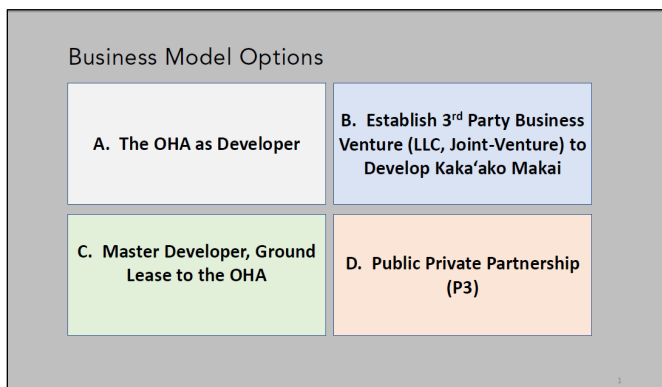 Business Model Options
A. The OHA as Developer
B. Establish 3rd Party Business
Venture (LLC, Joint-Venture) to
Develop Kaka‘ako Makai
C. Master Developer, Ground
Lease to the OHA
D. Public Private Partnership
(P3)
1